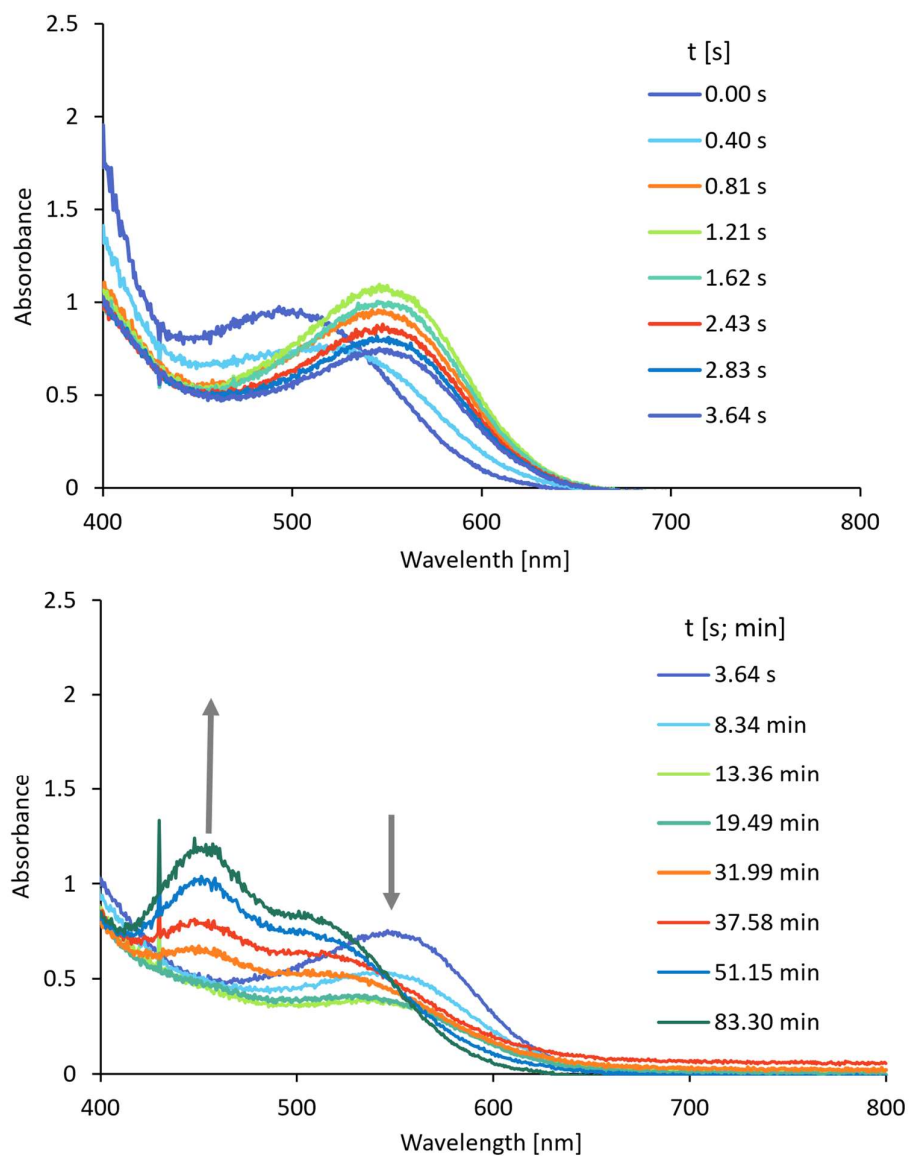 2.5
2
1.5
1
0.5
0
Absorobance
400
500
600
700
800
Wavelenth [nm]
t [s]
0.00 s
0.40 s
0.81 s
1.21 s
1.62 s
2.43 s
2.83 s
3.64 s
2.5
2
1.5
1
0.5
0
Absorbance
400
500
600
700
800
Wavelength [nm]
t [s; min]
3.64 s
8.34 min
13.36 min
19.49 min
31.99 min
37.58 min
51.15 min
83.30 min